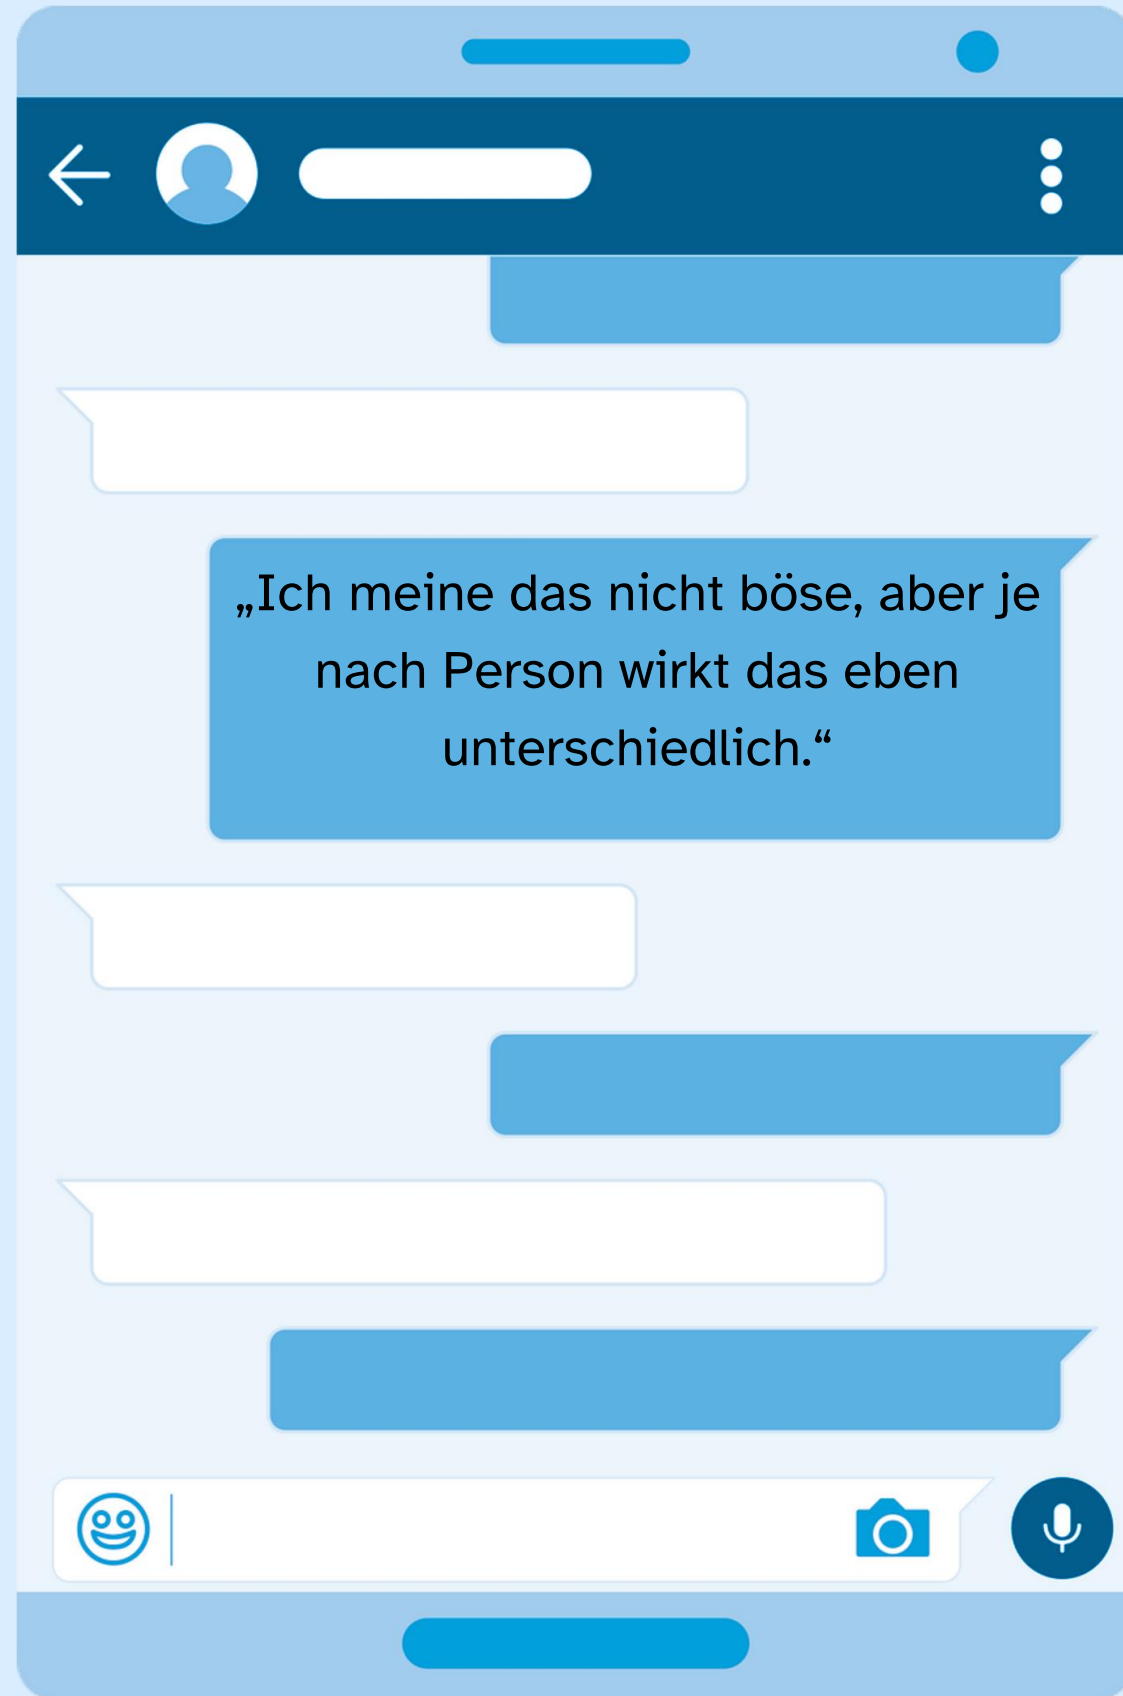 „Ich meine das nicht böse, aber je
nach Person wirkt das eben
unterschiedlich.“